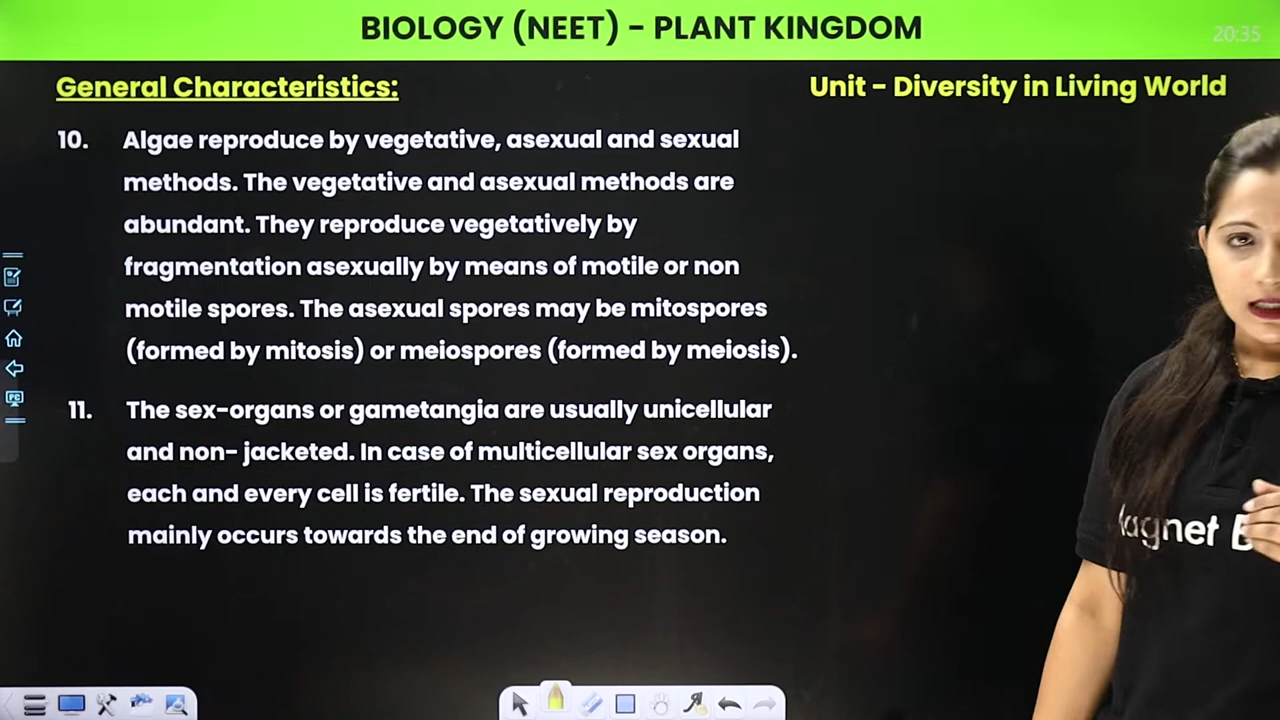 BIOLOGY (NEET) - PLANT KINGDOM
20:35
General Characteristics:
Unit - Diversity in Living World
10. Algae reproduce by vegetative, asexual and sexual
methods. The vegetative and asexual methods are
abundant. They reproduce vegetatively by
fragmentation asexually by means of motile or non
motile spores. The asexual spores may be mitospores
(formed by mitosis) or meiospores (formed by meiosis).
11. The sex-organs or gametangia are usually unicellular
and non- jacketed. In case of multicellular sex organs,
each and every cell is fertile. The sexual reproduction
mainly occurs towards the end of growing season.
PC